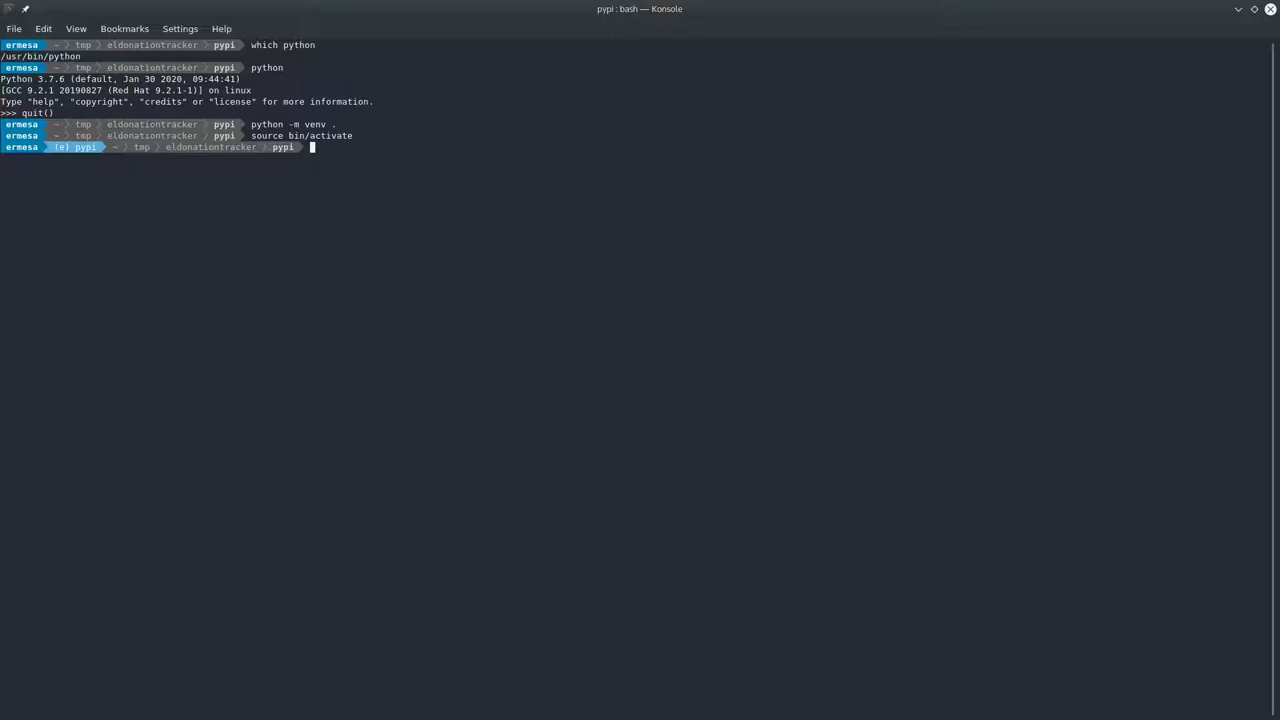 pypi : bash — Konsole
File Edit View Bookmarks Settings Help
ermesa ~ tmp eldonationtracker pypi which python
/usr/bin/python
ermesa ~ tmp eldonationtracker pypi python
Python 3.7.6 (default, Jan 30 2020, 09:44:41)
[GCC 9.2.1 20190827 (Red Hat 9.2.1-1)] on linux
Type "help", "copyright", "credits" or "license" for more information.
>>> quit()
ermesa ~ tmp eldonationtracker pypi python -m venv .
ermesa ~ tmp eldonationtracker pypi source bin/activate
ermesa (e) pypi ~ tmp eldonationtracker pypi